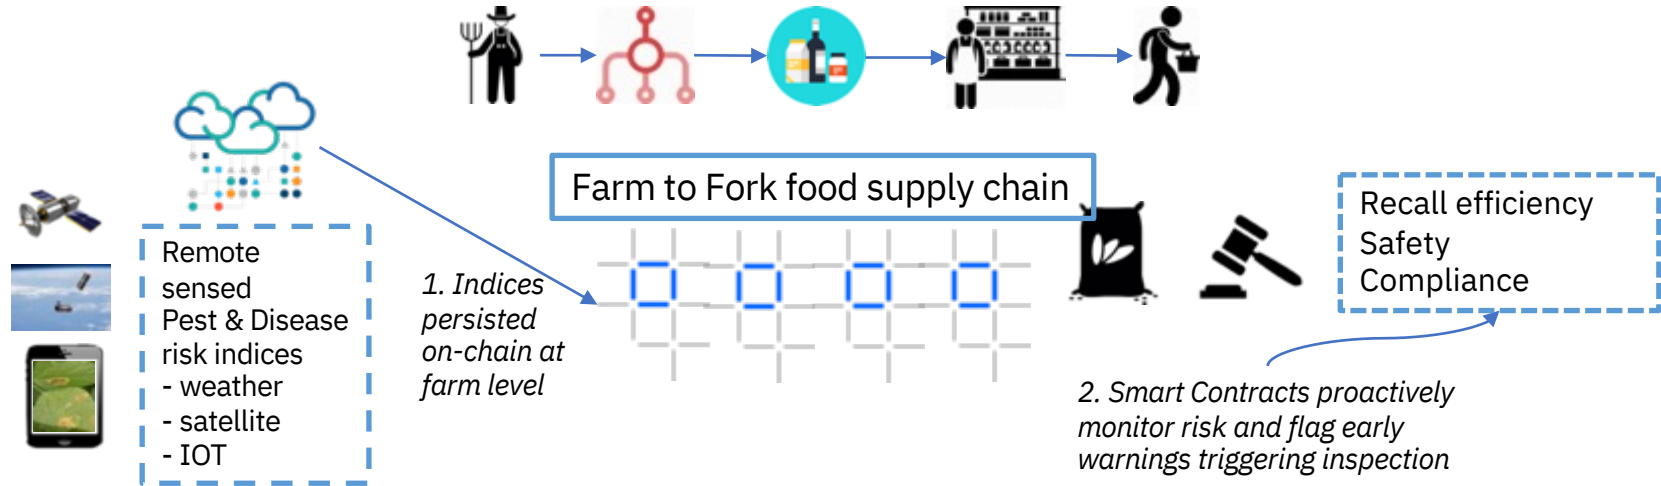 Farm to Fork food supply chain
Remote
sensed
Pest & Disease
risk indices
- weather
- satellite
- IOT
1. Indices
persisted
on-chain at
farm level
Recall efficiency
Safety
Compliance
2. Smart Contracts proactively
monitor risk and flag early
warnings triggering inspection